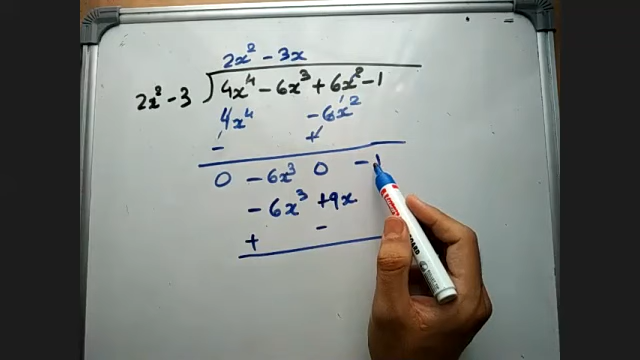 2x² - 3x
2x² - 3 ) 4x⁴ - 6x³ + 6x² - 1
4x⁴ - 6x²
- +
0 - 6x³ 0 - 1
- 6x³ + 9x
+ -